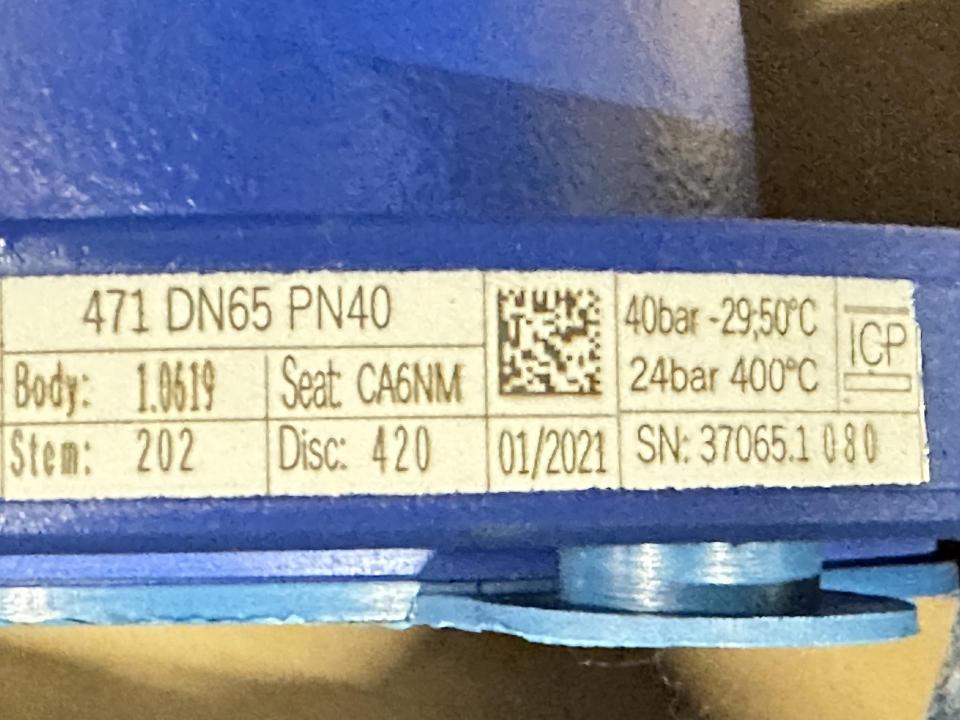 471 DN65 PN40
Body: 1.0619
Seat: CA6NM
Stem: 202
Disc: 420
01/2021
40bar -29;50°C
24bar 400°C
ICP
SN: 37065.1 080